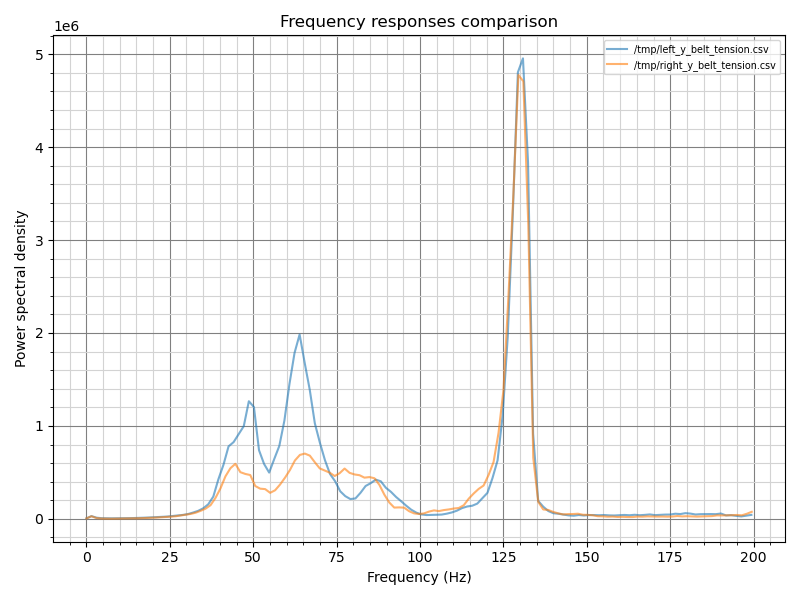 Frequency responses comparison
1e6
/tmp/left_y_belt_tension.csv
/tmp/right_y_belt_tension.csv
5
4
3
2
1
0
Power spectral density
0 25 50 75 100 125 150 175 200
Frequency (Hz)